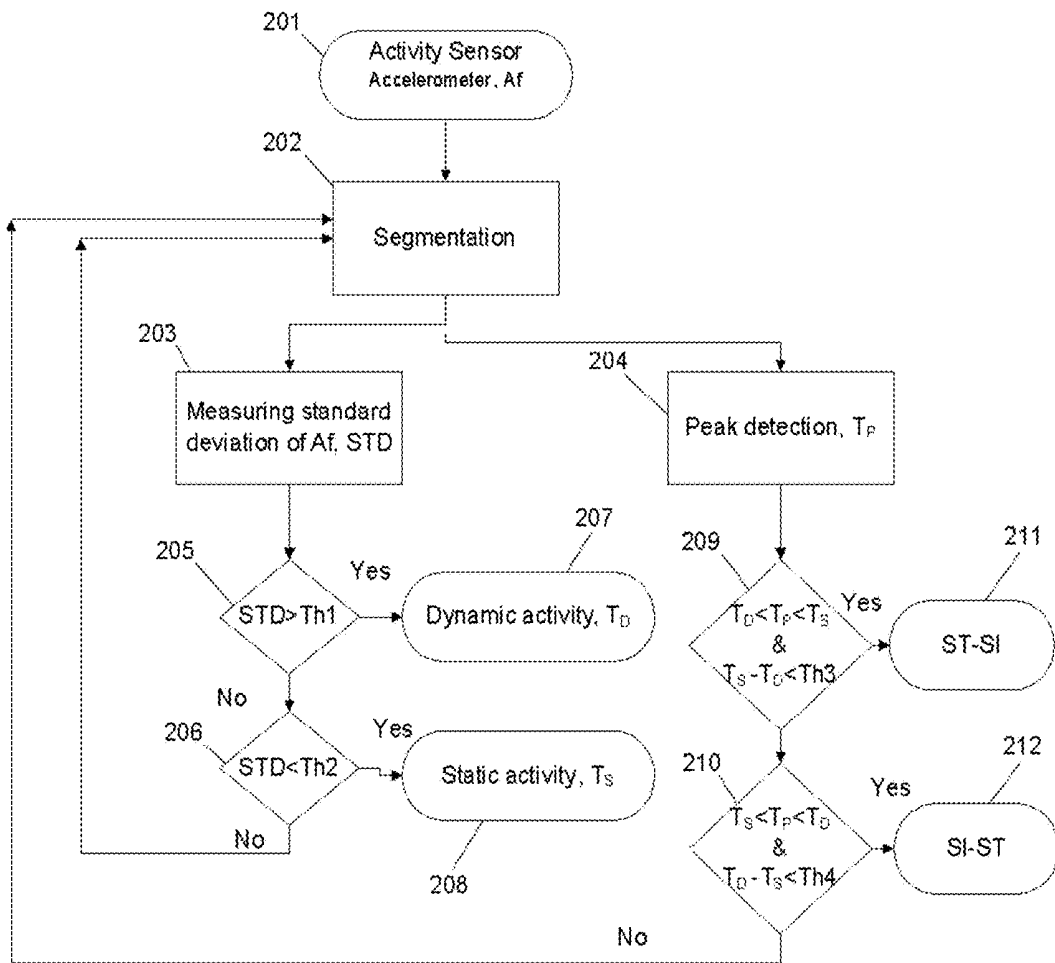 201
Activity Sensor
Accelerometer, Af
202
Segmentation
203
Measuring standard
deviation of Af, STD
204
Peak detection, T_P
205
STD>Th1
Yes
207
Dynamic activity, T_D
No
206
STD<Th2
Yes
Static activity, T_S
208
No
209
T_D<T_P<T_S
&
T_S-T_D<Th3
Yes
211
ST-SI
210
T_S<T_P<T_D
&
T_D-T_S<Th4
Yes
212
SI-ST
No